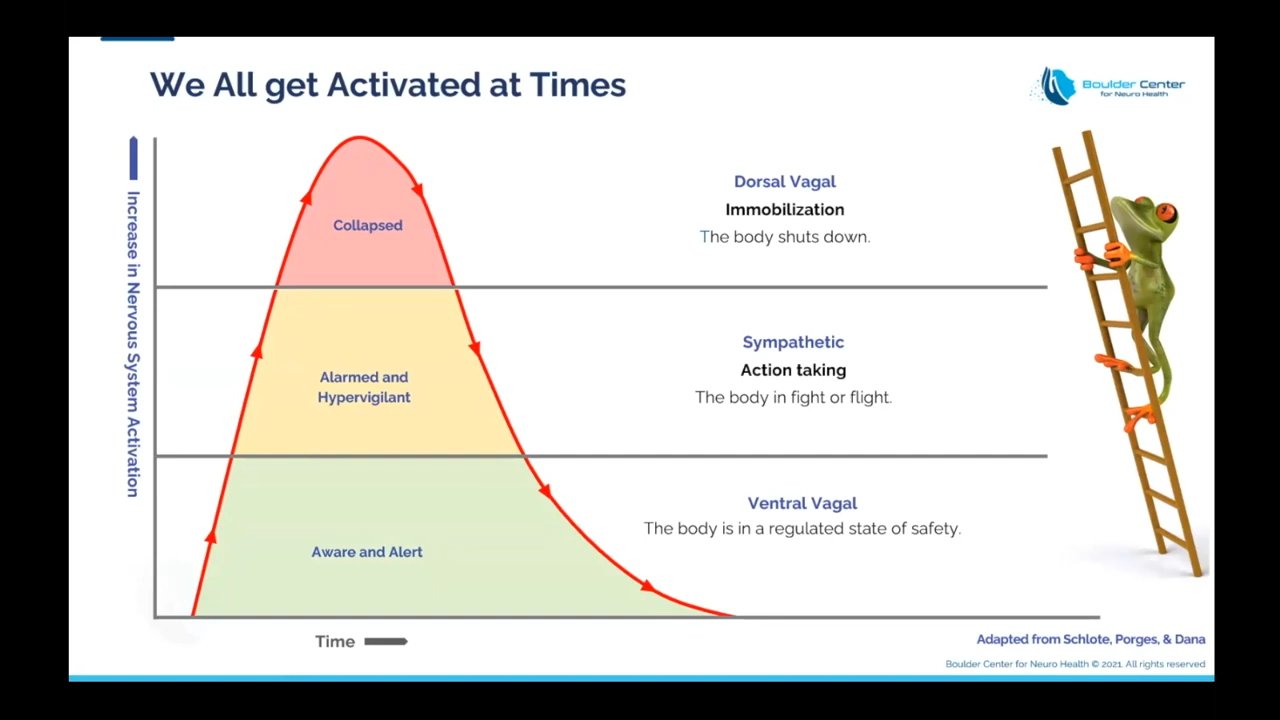 We All get Activated at Times
Boulder Center
for Neuro Health
Increase in Nervous System Activation
Collapsed
Dorsal Vagal
Immobilization
The body shuts down.
Alarmed and
Hypervigilant
Sympathetic
Action taking
The body in fight or flight.
Aware and Alert
Ventral Vagal
The body is in a regulated state of safety.
Time
Adapted from Schlote, Porges, & Dana
Boulder Center for Neuro Health © 2021. All rights reserved